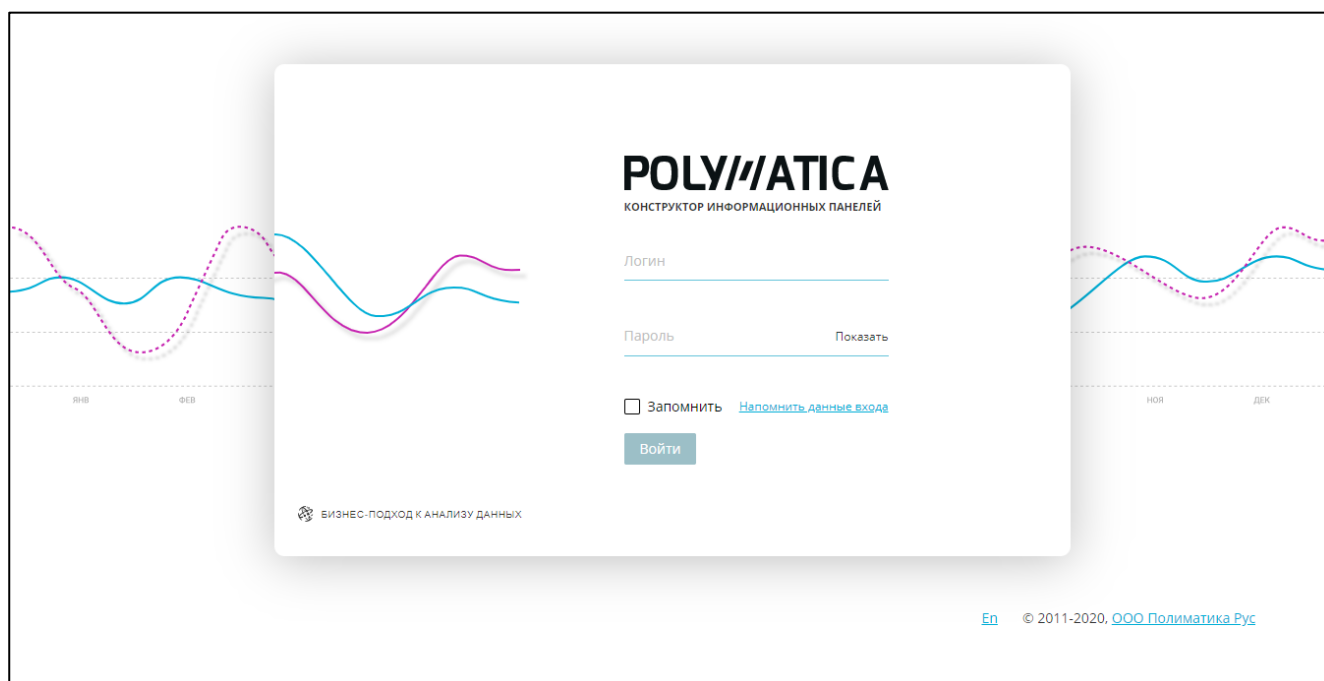 POLYMATICA
КОНСТРУКТОР ИНФОРМАЦИОННЫХ ПАНЕЛЕЙ
Логин
Пароль Показать
ЯНВ ФЕВ НОЯ ДЕК
Запомнить Напомнить данные входа
Войти
БИЗНЕС-ПОДХОД К АНАЛИЗУ ДАННЫХ
En © 2011-2020, ООО Полиматика Рус